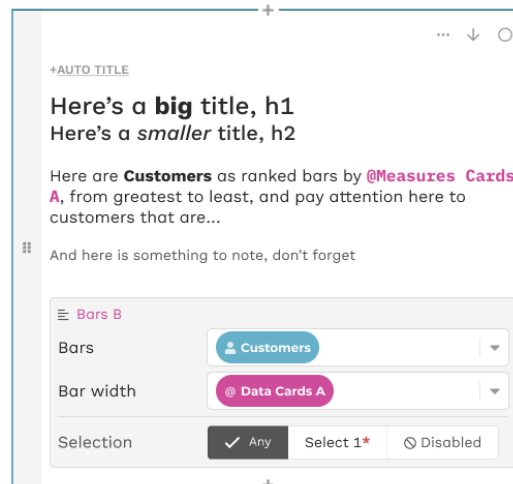 +AUTO TITLE
Here's a big title, h1
Here's a smaller title, h2
Here are Customers as ranked bars by @Measures Cards
A, from greatest to least, and pay attention here to
customers that are...
And here is something to note, don't forget
Bars B
Bars
Customers
Bar width
@ Data Cards A
Selection
Any
Select 1*
Disabled